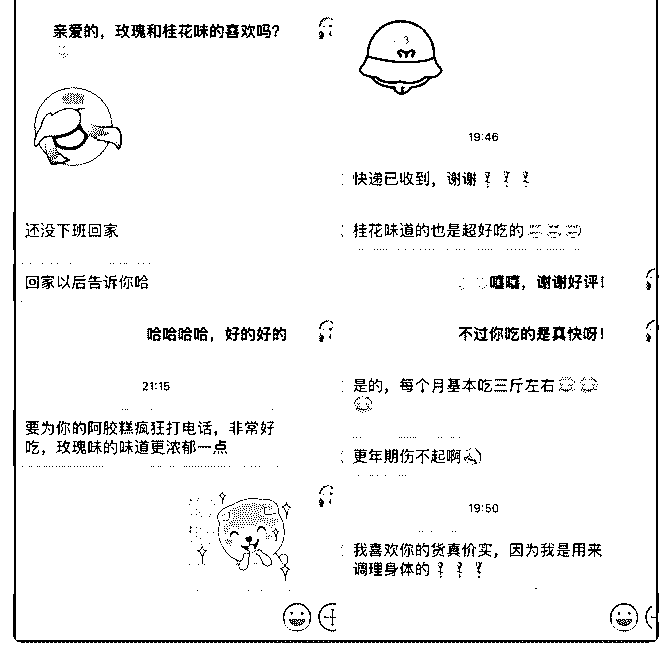 亲爱的，玫瑰和桂花味的喜欢吗？
还没下班回家
回家以后告诉你哈
哈哈哈哈，好的好的
21:15
要为你的阿胶糕疯狂打电话，非常好
吃，玫瑰味的味道更浓郁一点
19:46
快递已收到，谢谢
桂花味道的也是超好吃的
嘻嘻，谢谢好评！
不过你吃的是真快呀！
是的，每个月基本吃三斤左右
更年期伤不起啊
19:50
我喜欢你的货真价实，因为我是用来
调理身体的